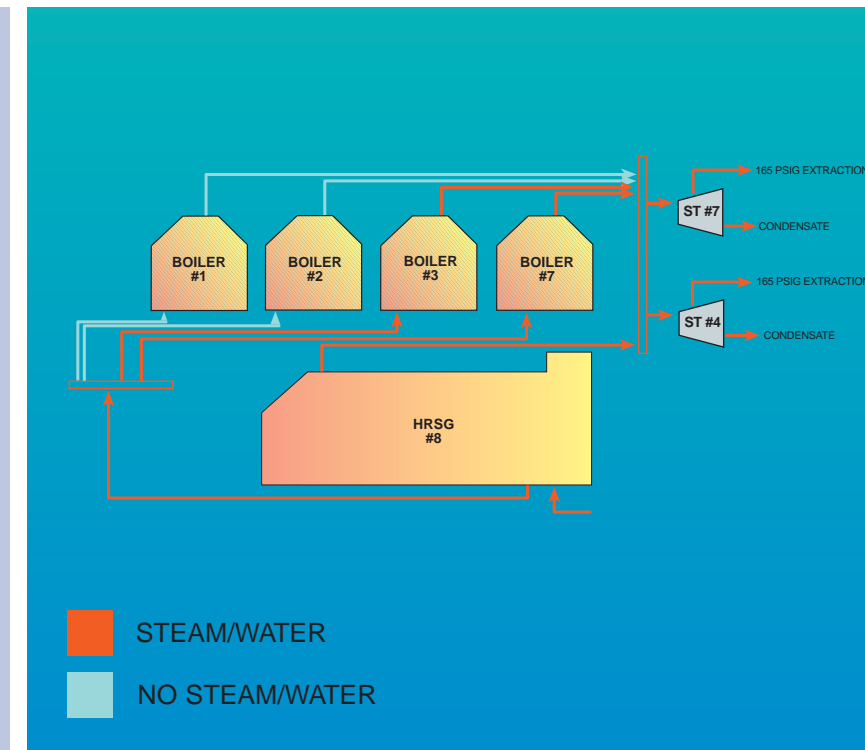 165 PSIG EXTRACTION
ST #7
CONDENSATE
BOILER
#1
BOILER
#2
BOILER
#3
BOILER
#7
165 PSIG EXTRACTION
ST #4
CONDENSATE
HRSG
#8
STEAM/WATER
NO STEAM/WATER